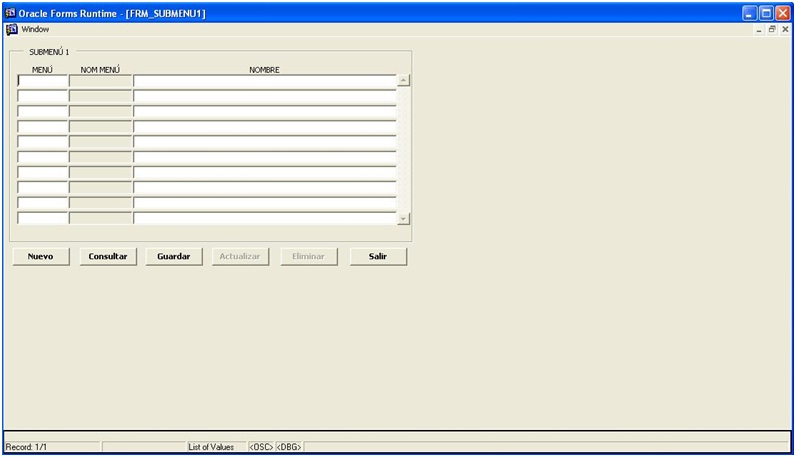 Oracle Forms Runtime - [FRM_SUBMENU1]
Window
SUBMENÚ 1
MENÚ NOM MENÚ NOMBRE
Nuevo Consultar Guardar Actualizar Eliminar Salir
Record: 1/1 List of Values <OSC> <DBG>